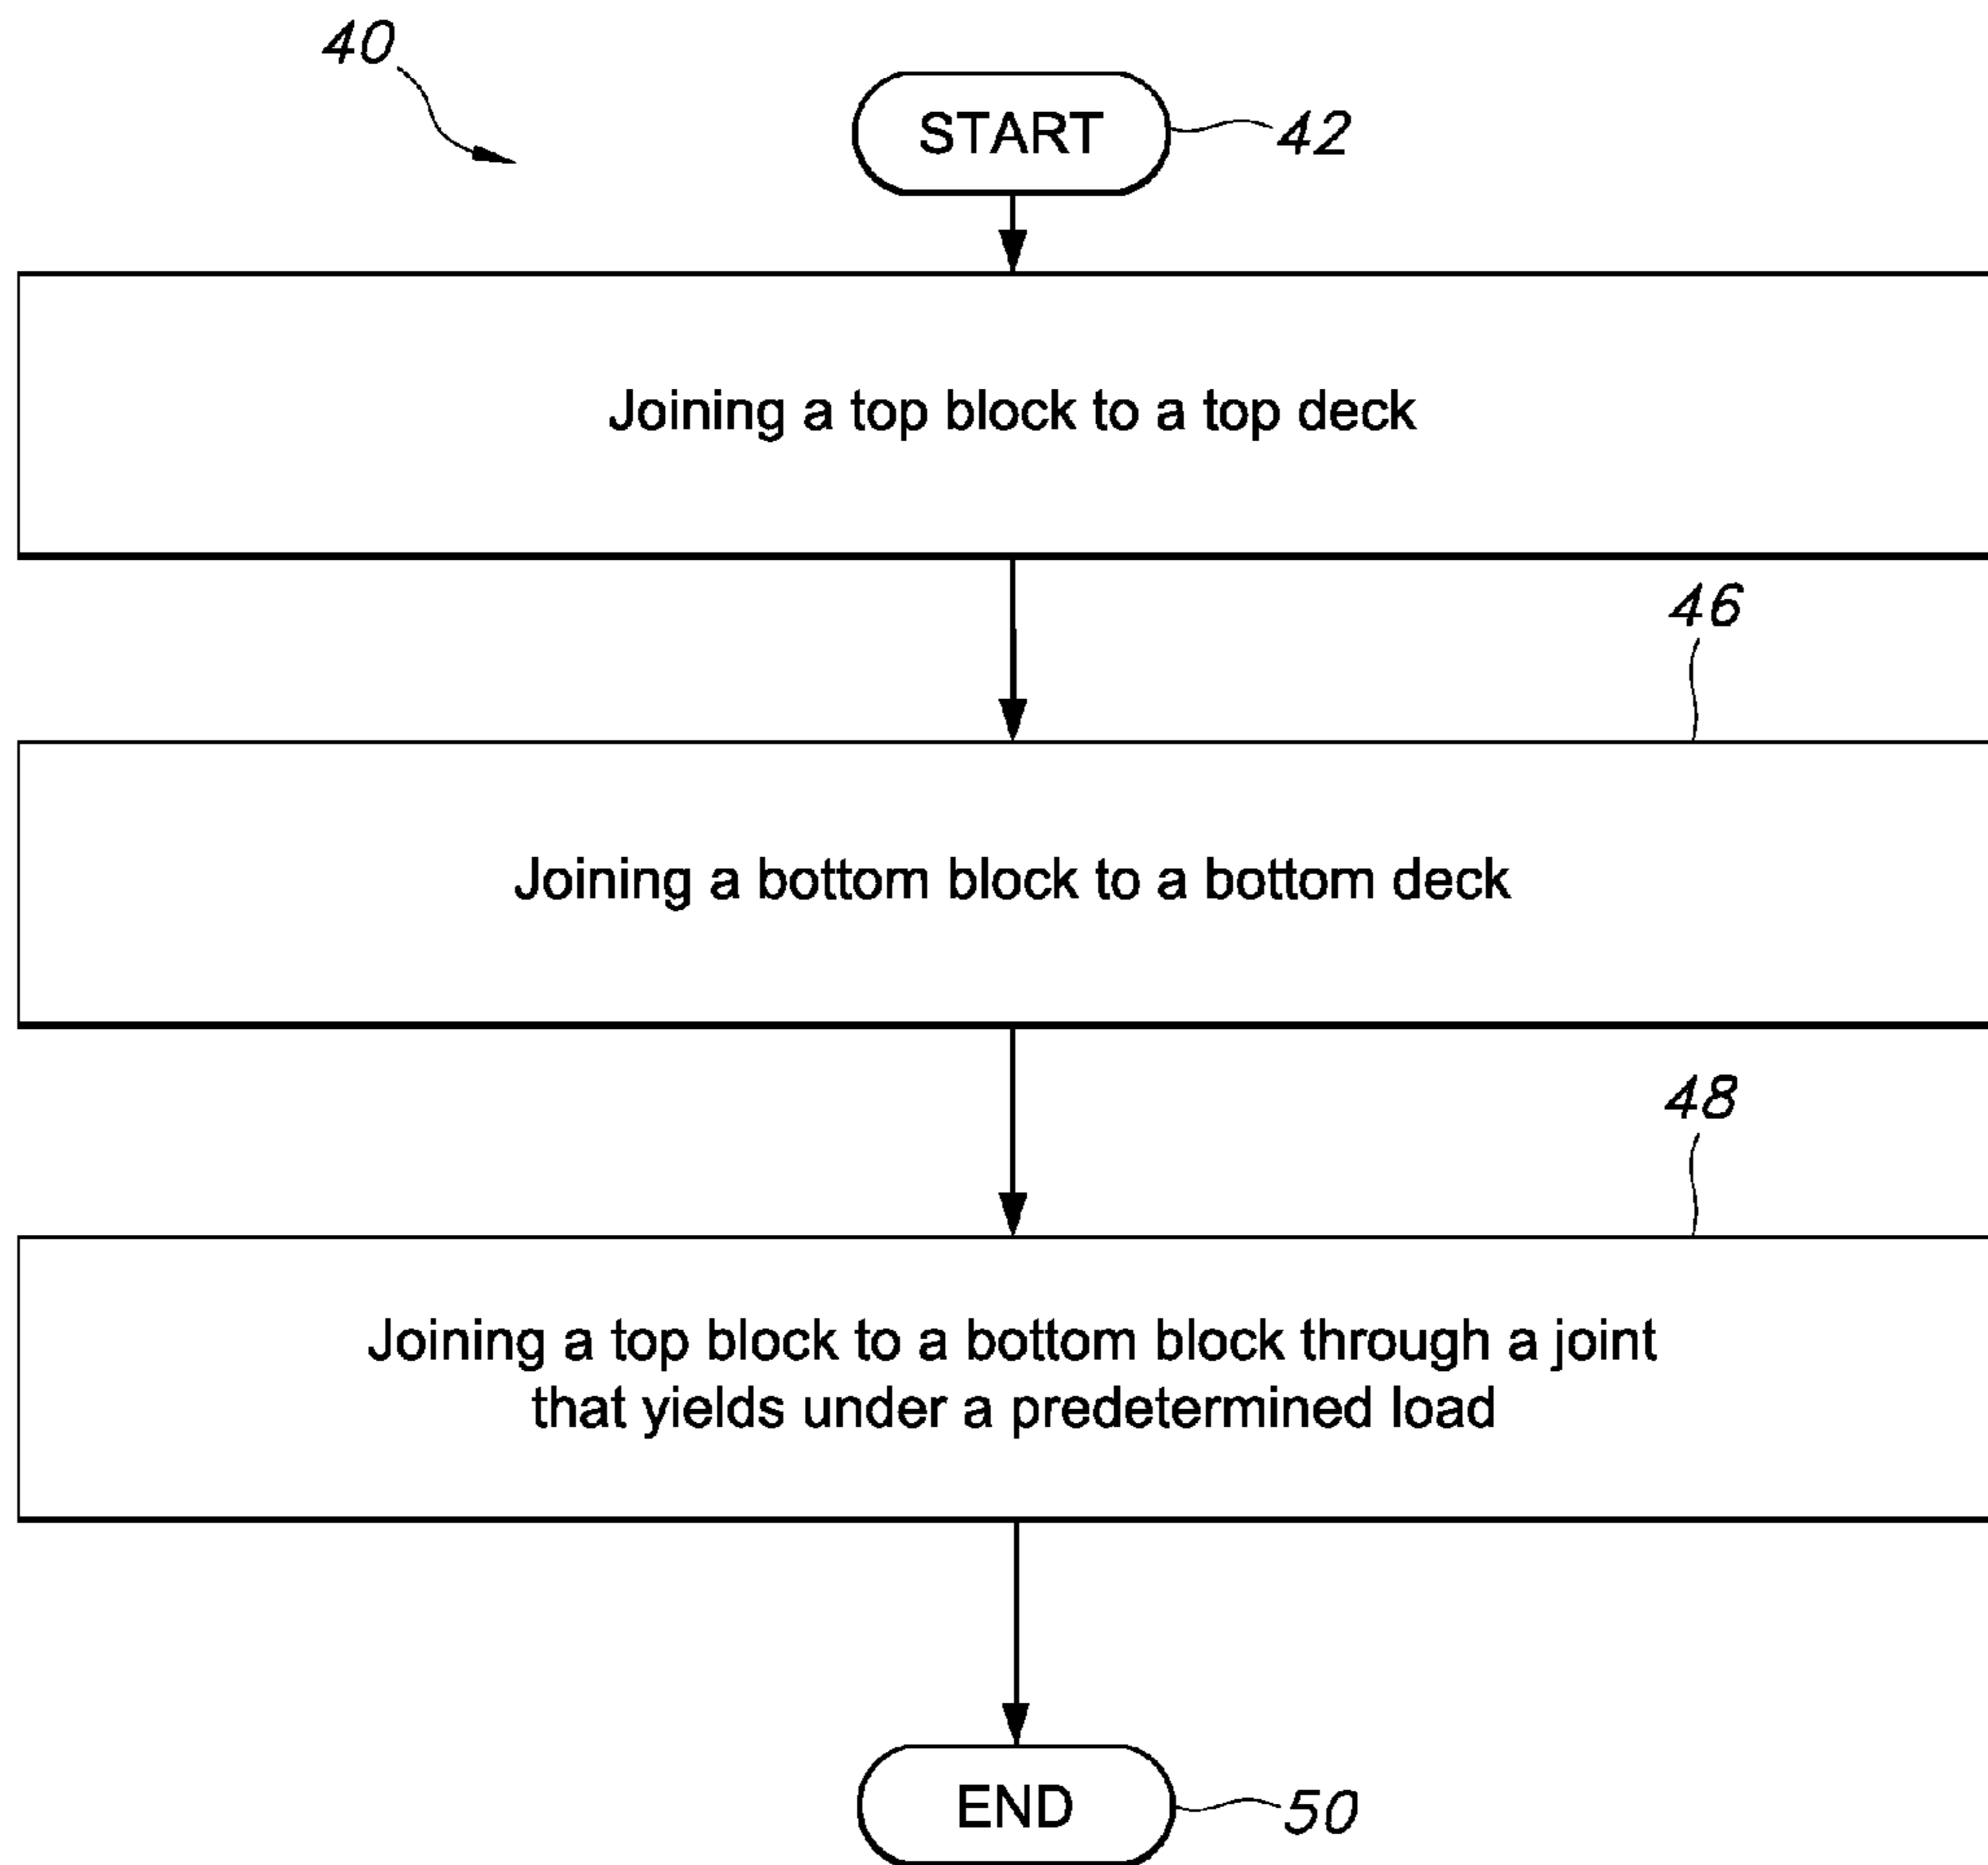 40
START
42
Joining a top block to a top deck
46
Joining a bottom block to a bottom deck
48
Joining a top block to a bottom block through a joint
that yields under a predetermined load
END
50